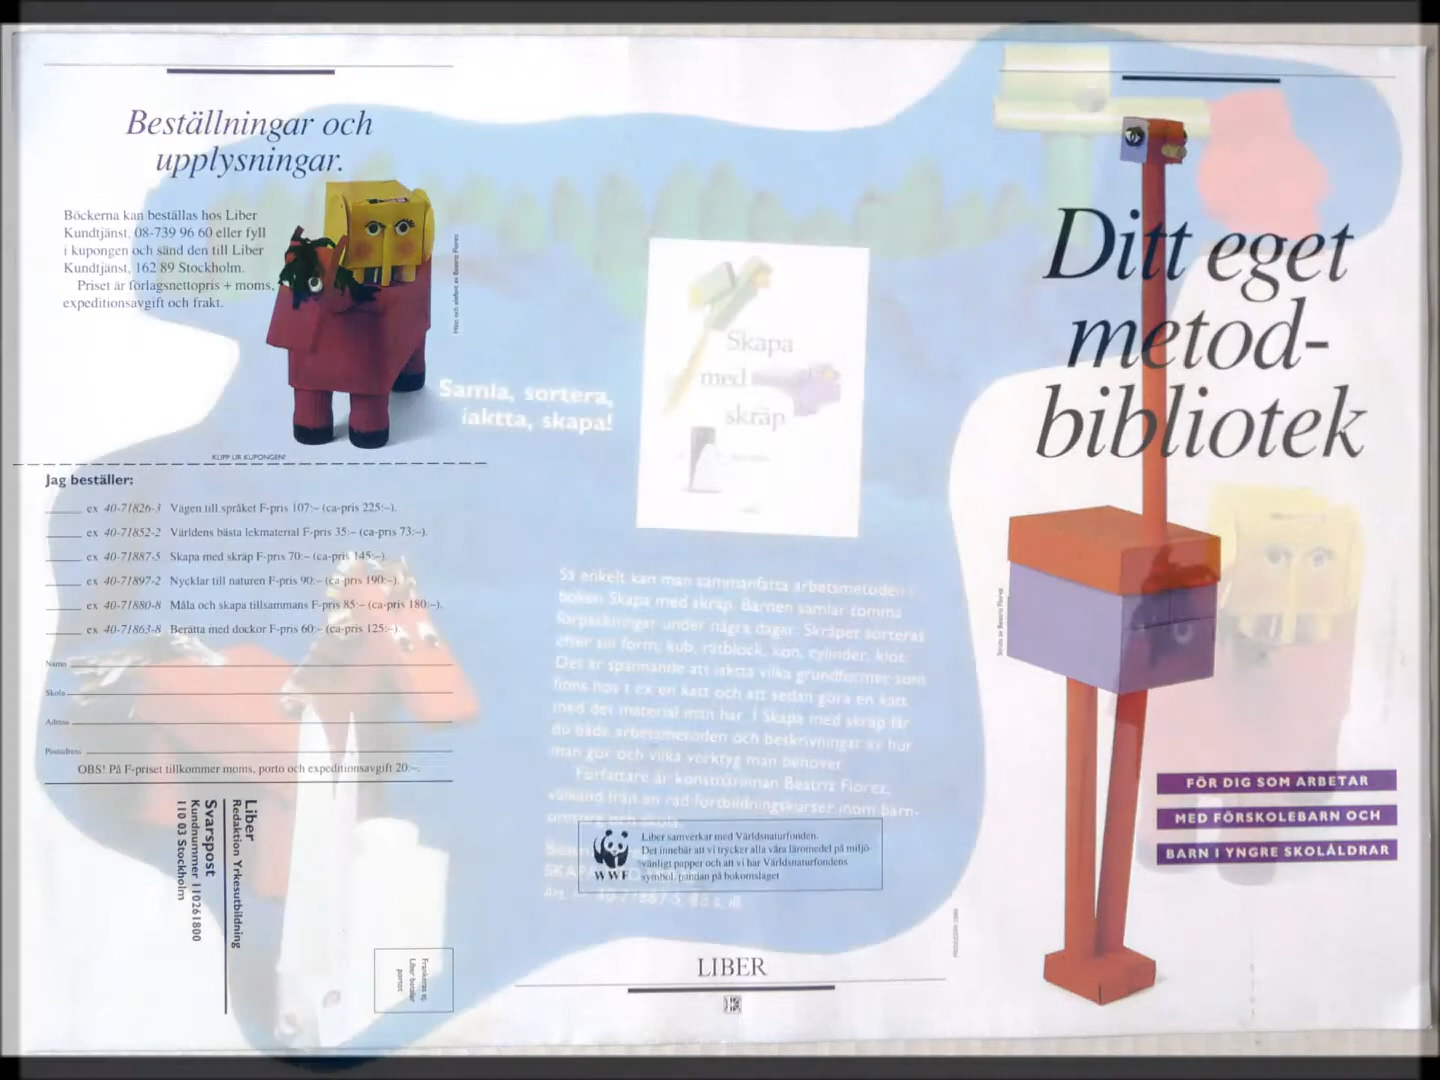 Beställningar och
upplysningar.
Böckerna kan beställas hos Liber
Kundtjänst, 08-739 96 60 eller fyll
i kupongen och sänd den till Liber
Kundtjänst, 162 89 Stockholm.
Priset är förlagsnettopris + moms,
expeditionsavgift och frakt.
KLIPP UR KUPONGEN!
Jag beställer:
ex 40-71826-3 Vägen till språket F-pris 107:– (ca-pris 225:–).
ex 40-71852-2 Världens bästa lekmaterial F-pris 35:– (ca-pris 73:–).
ex 40-71887-5 Skapa med skräp F-pris 70:– (ca-pris 145:–).
ex 40-71897-2 Nycklar till naturen F-pris 90:– (ca-pris 190:–).
ex 40-71880-8 Måla och skapa tillsammans F-pris 85:– (ca-pris 180:–).
ex 40-71863-8 Berätta med dockor F-pris 60:– (ca-pris 125:–).
Namn
Skola
Adress
Postadress
OBS! På F-priset tillkommer moms, porto och expeditionsavgift 20:–.
Liber
Redaktion Yrkesutbildning
Svarspost
Kundnummer 110261800
110 03 Stockholm
Frankeras ej.
Liber betalar
portot
Samla, sortera,
iaktta, skapa!
Skapa
med
skräp
Så enkelt kan man sammanfatta arbetsmetoden i
boken Skapa med skräp. Barnen samlar tomma
förpackningar under några dagar. Skräpet sorteras
efter sin form; kub, rätblock, kon, cylinder, klot.
Det är spännande att iaktta vilka grundformer som
finns hos t ex en katt och att sedan göra en katt
med det material man har. I Skapa med skräp får
du både arbetsmetoden och beskrivningar av hur
man gör och vilka verktyg man behöver.
Författare är konstnärinnan Beatriz Florez,
välkänd från en rad fortbildningskurser inom barn-
omsorg och skola.
Liber samverkar med Världsnaturfonden.
Det innebär att vi trycker alla våra läromedel på miljö-
vänligt papper och att vi har Världsnaturfondens
symbol, pandan på bokomslaget
WWF
40-71887-5,
LIBER
Ditt eget
metod-
bibliotek
FÖR DIG SOM ARBETAR
MED FÖRSKOLEBARN OCH
BARN I YNGRE SKOLÅLDRAR